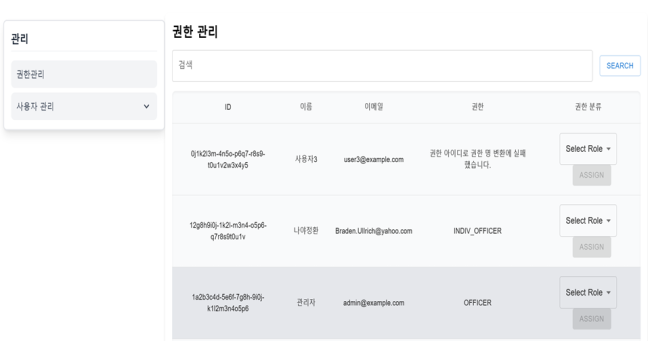 관리
권한관리
사용자 관리
권한 관리
검색
SEARCH
ID 이름 이메일 권한 권한 분류
0j1k2l3m-4n5o-p6q7-r8s9-
t0u1v2w3x4y5
사용자3
user3@example.com
권한 아이디로 권한 명 변환에 실패
했습니다.
Select Role
ASSIGN
12g8h9i0j-1k2l-m3n4-o5p6-
q7r8s9t0u1v
나야정환
Braden.Ullrich@yahoo.com
INDIV_OFFICER
Select Role
ASSIGN
1a2b3c4d-5e6f-7g8h-9i0j-
k1l2m3n4o5p6
관리자
admin@example.com
OFFICER
Select Role
ASSIGN